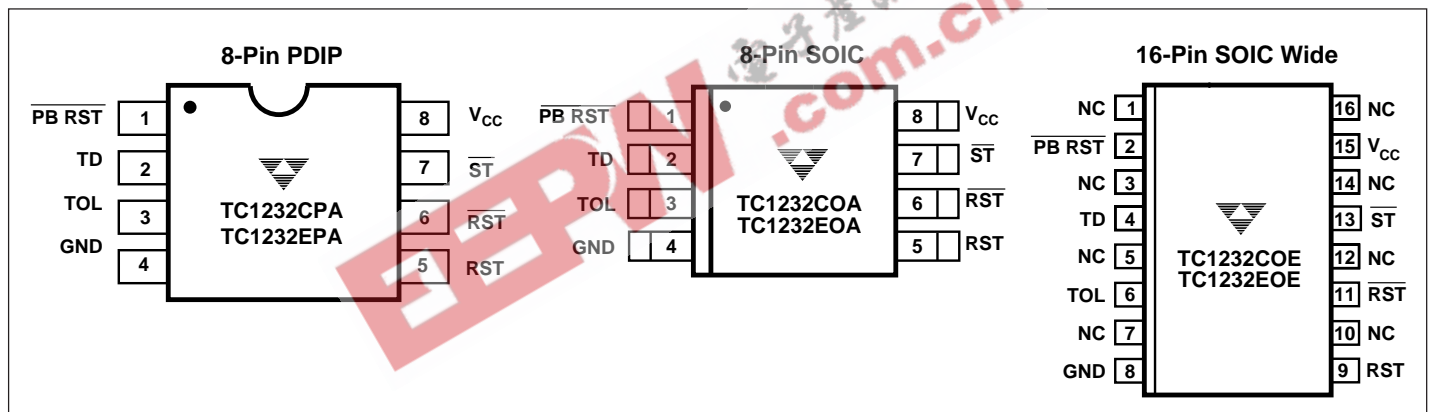 8-Pin PDIP
PB RST 1
TD 2
TOL 3
GND 4
8 VCC
7 ST
6 RST
5 RST
TC1232CPA
TC1232EPA
8-Pin SOIC
PB RST 1
TD 2
TOL 3
GND 4
8 VCC
7 ST
6 RST
5 RST
TC1232COA
TC1232EOA
16-Pin SOIC Wide
NC 1
PB RST 2
NC 3
TD 4
NC 5
TOL 6
NC 7
GND 8
16 NC
15 VCC
14 NC
13 ST
12 NC
11 RST
10 NC
9 RST
TC1232COE
TC1232EOE
EEPW
.com.cn
電子產